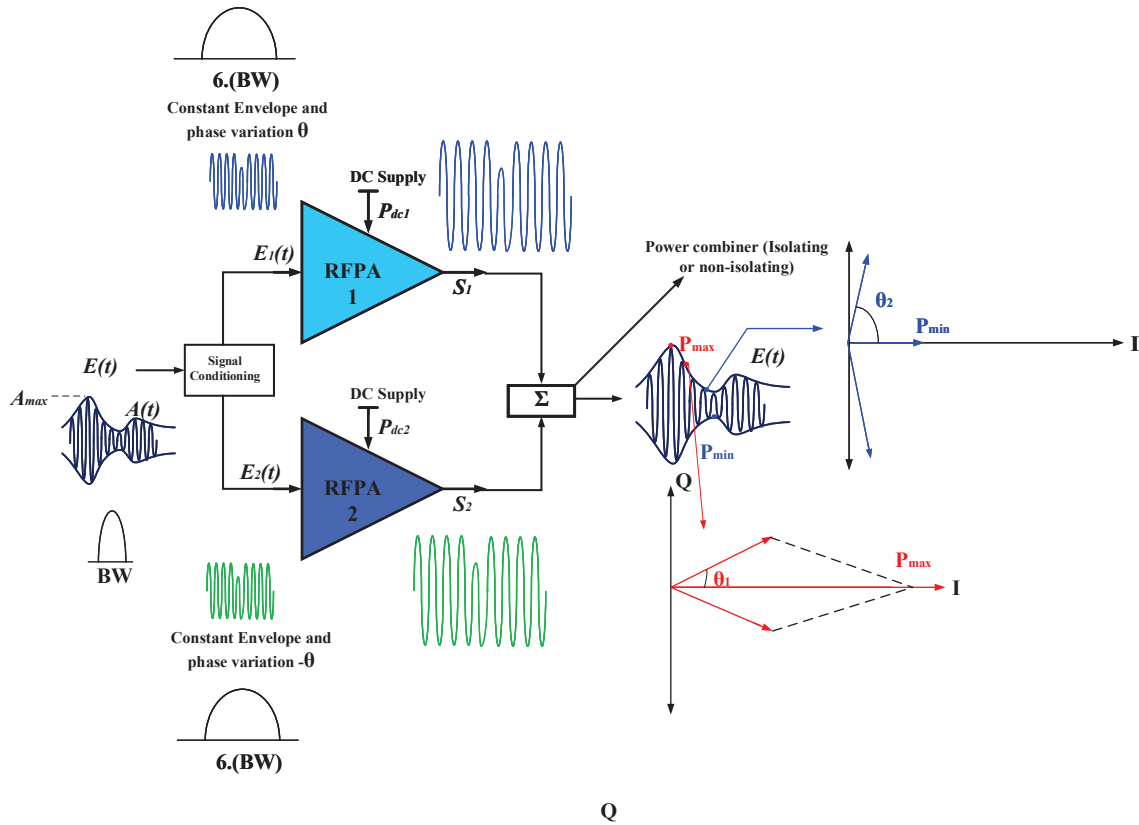 6.(BW)
Constant Envelope and
phase variation θ
DC Supply
Pdc1
E1(t)
RFPA
1
S1
Power combiner (Isolating
or non-isolating)
θ2
Pmin
I
E(t)
Signal
Conditioning
Amax
A(t)
Σ
Pmax
E(t)
Pmin
DC Supply
Pdc2
E2(t)
RFPA
2
S2
Q
BW
θ1
Pmax
I
Constant Envelope and
phase variation -θ
6.(BW)
Q